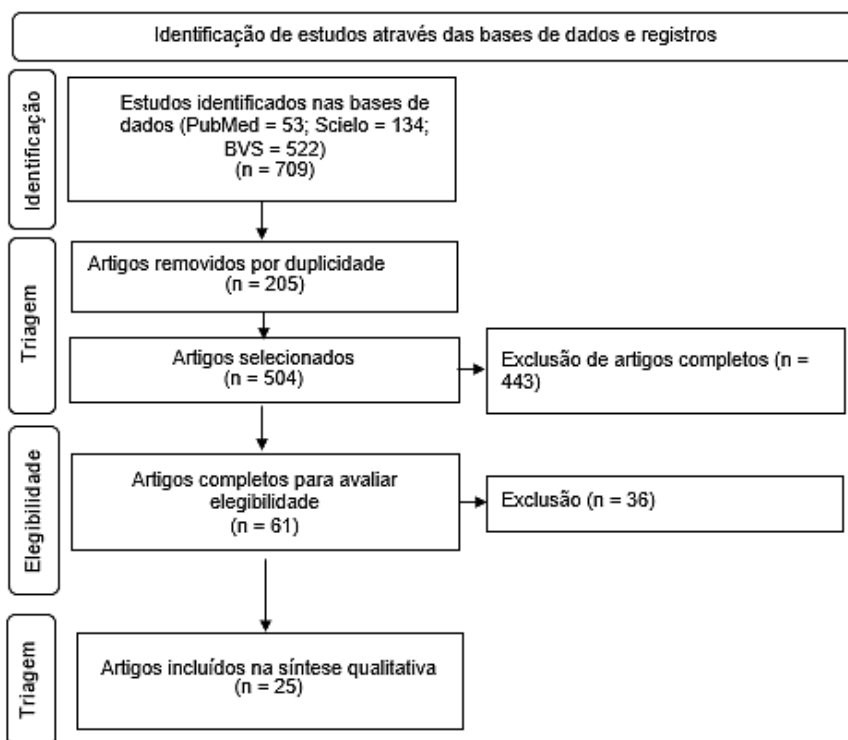 Identificação de estudos através das bases de dados e registros
Identificação
Estudos identificados nas bases de
dados (PubMed = 53; Scielo = 134;
BVS = 522)
(n = 709)
Triagem
Artigos removidos por duplicidade
(n = 205)
Artigos selecionados
(n = 504)
Exclusão de artigos completos (n =
443)
Elegibilidade
Artigos completos para avaliar
elegibilidade
(n = 61)
Exclusão (n = 36)
Triagem
Artigos incluídos na síntese qualitativa
(n = 25)